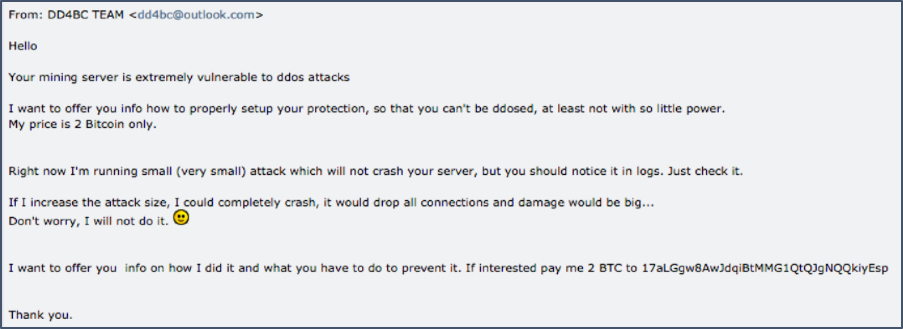 From: DD4BC TEAM <dd4bc@outlook.com>
Hello
Your mining server is extremely vulnerable to ddos attacks
I want to offer you info how to properly setup your protection, so that you can't be ddosed, at least not with so little power.
My price is 2 Bitcoin only.
Right now I'm running small (very small) attack which will not crash your server, but you should notice it in logs. Just check it.
If I increase the attack size, I could completely crash, it would drop all connections and damage would be big...
Don't worry, I will not do it.
I want to offer you  info on how I did it and what you have to do to prevent it. If interested pay me 2 BTC to 17aLGgw8AwJdqiBtMMG1QtQJgNQQkiyEsp
Thank you.